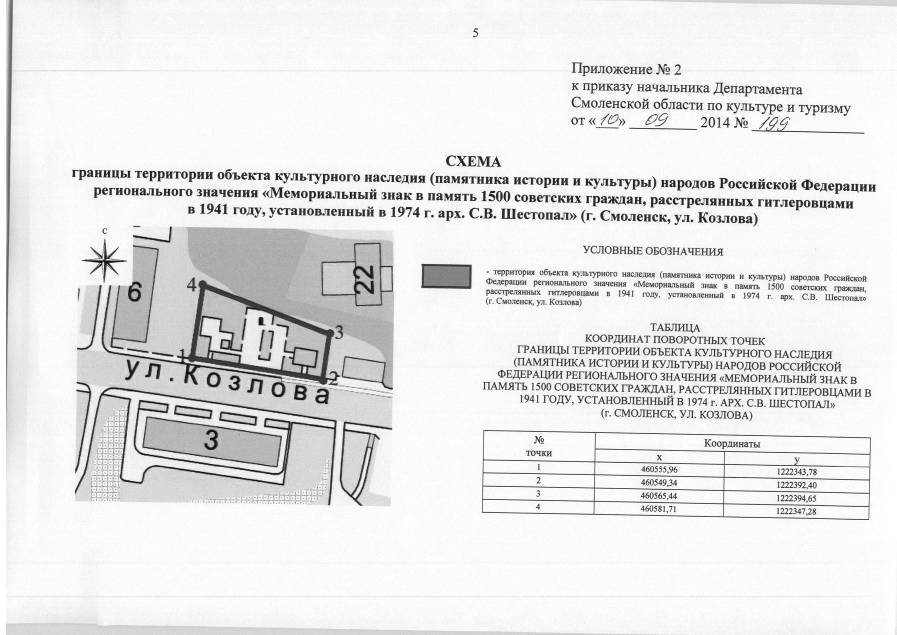 5
Приложение № 2
к приказу начальника Департамента
Смоленской области по культуре и туризму
от «10» 09 2014 № 199
СХЕМА
границы территории объекта культурного наследия (памятника истории и культуры) народов Российской Федерации
регионального значения «Мемориальный знак в память 1500 советских граждан, расстрелянных гитлеровцами
в 1941 году, установленный в 1974 г. арх. С.В. Шестопал» (г. Смоленск, ул. Козлова)
с
6
22
4
3
1
2
ул. Козлова
3
УСЛОВНЫЕ ОБОЗНАЧЕНИЯ
- территория объекта культурного наследия (памятника истории и культуры) народов Российской
Федерации регионального значения «Мемориальный знак в память 1500 советских граждан,
расстрелянных гитлеровцами в 1941 году, установленный в 1974 г. арх. С.В. Шестопал»
(г. Смоленск, ул. Козлова)
ТАБЛИЦА
КООРДИНАТ ПОВОРОТНЫХ ТОЧЕК
ГРАНИЦЫ ТЕРРИТОРИИ ОБЪЕКТА КУЛЬТУРНОГО НАСЛЕДИЯ
(ПАМЯТНИКА ИСТОРИИ И КУЛЬТУРЫ) НАРОДОВ РОССИЙСКОЙ
ФЕДЕРАЦИИ РЕГИОНАЛЬНОГО ЗНАЧЕНИЯ «МЕМОРИАЛЬНЫЙ ЗНАК В
ПАМЯТЬ 1500 СОВЕТСКИХ ГРАЖДАН, РАССТРЕЛЯННЫХ ГИТЛЕРОВЦАМИ В
1941 ГОДУ, УСТАНОВЛЕННЫЙ В 1974 г. АРХ. С.В. ШЕСТОПАЛ»
(г. СМОЛЕНСК, УЛ. КОЗЛОВА)
№ точки Координаты
x y
1 460555,96 1222343,78
2 460549,34 1222392,40
3 460565,44 1222394,65
4 460581,71 1222347,28